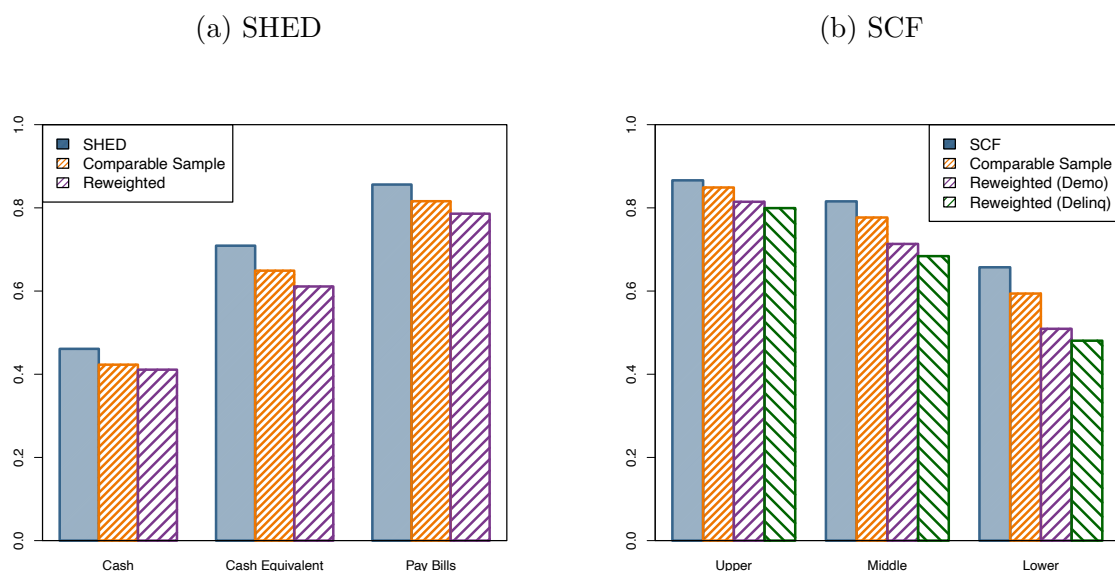 (a) SHED
1.0
0.8
0.6
0.4
0.2
0.0
SHED
Comparable Sample
Reweighted
Cash
Cash Equivalent
Pay Bills
(b) SCF
1.0
0.8
0.6
0.4
0.2
0.0
SCF
Comparable Sample
Reweighted (Demo)
Reweighted (Delinq)
Upper
Middle
Lower